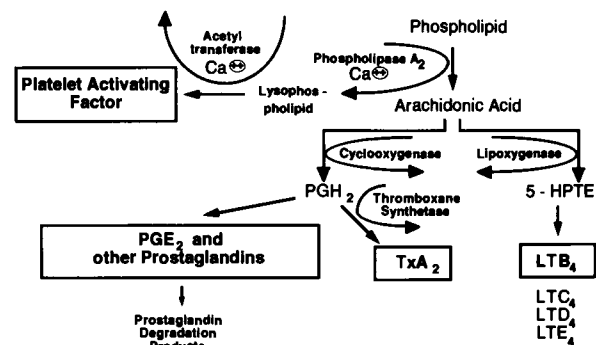 Phospholipid
Acetyl
transferase
Ca⊕⊕
Phospholipase A2
Ca⊕⊕
Platelet Activating
Factor
Lysophos -
pholipid
Arachidonic Acid
Cyclooxygenase
Lipoxygenase
PGH2
Thromboxane
Synthetase
5 - HPTE
PGE2 and
other Prostaglandins
TxA2
LTB4
LTC4
LTD4
LTE4
Prostaglandin
Degradation
Products